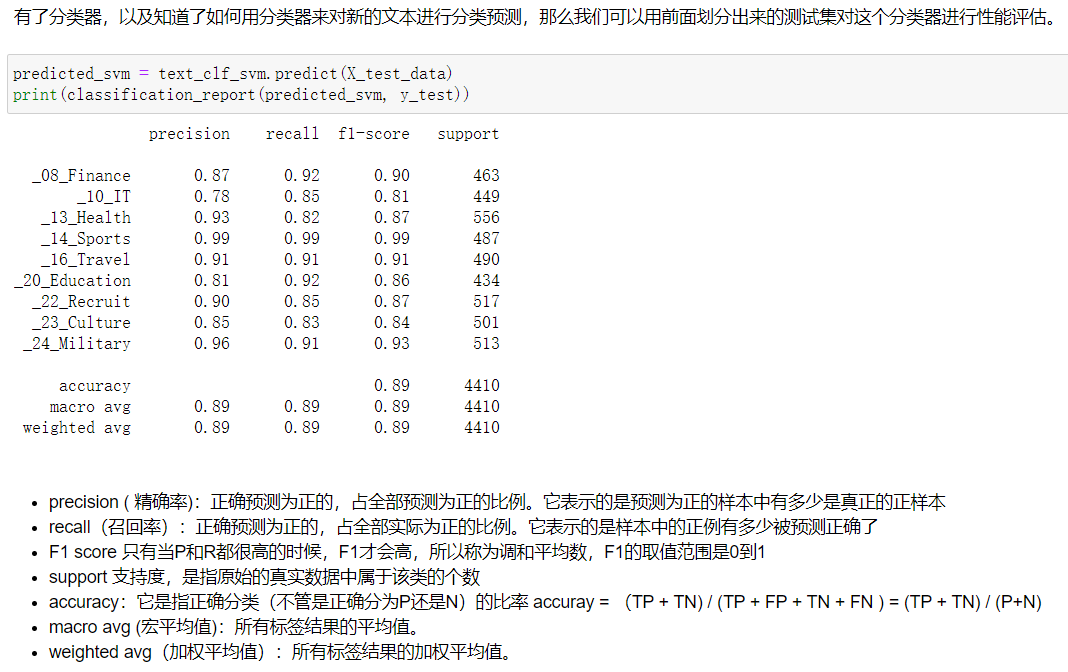 有了分类器，以及知道了如何用分类器来对新的文本进行分类预测，那么我们可以用前面划分出来的测试集对这个分类器进行性能评估。
predicted_svm = text_clf_svm.predict(X_test_data)
print(classification_report(predicted_svm, y_test))
precision recall f1-score support
_08_Finance 0.87 0.92 0.90 463
_10_IT 0.78 0.85 0.81 449
_13_Health 0.93 0.82 0.87 556
_14_Sports 0.99 0.99 0.99 487
_16_Travel 0.91 0.91 0.91 490
_20_Education 0.81 0.92 0.86 434
_22_Recruit 0.90 0.85 0.87 517
_23_Culture 0.85 0.83 0.84 501
_24_Military 0.96 0.91 0.93 513
accuracy 0.89 4410
macro avg 0.89 0.89 0.89 4410
weighted avg 0.89 0.89 0.89 4410
• precision ( 精确率)：正确预测为正的，占全部预测为正的比例。它表示的是预测为正的样本中有多少是真正的正样本
• recall（召回率）：正确预测为正的，占全部实际为正的比例。它表示的是样本中的正例有多少被预测正确了
• F1 score 只有当P和R都很高的时候，F1才会高，所以称为调和平均数，F1的取值范围是0到1
• support 支持度，是指原始的真实数据中属于该类的个数
• accuracy：它是指正确分类（不管是正确分为P还是N）的比率 accuray = （TP + TN) / (TP + FP + TN + FN ) = (TP + TN) / (P+N)
• macro avg (宏平均值)：所有标签结果的平均值。
• weighted avg（加权平均值）：所有标签结果的加权平均值。